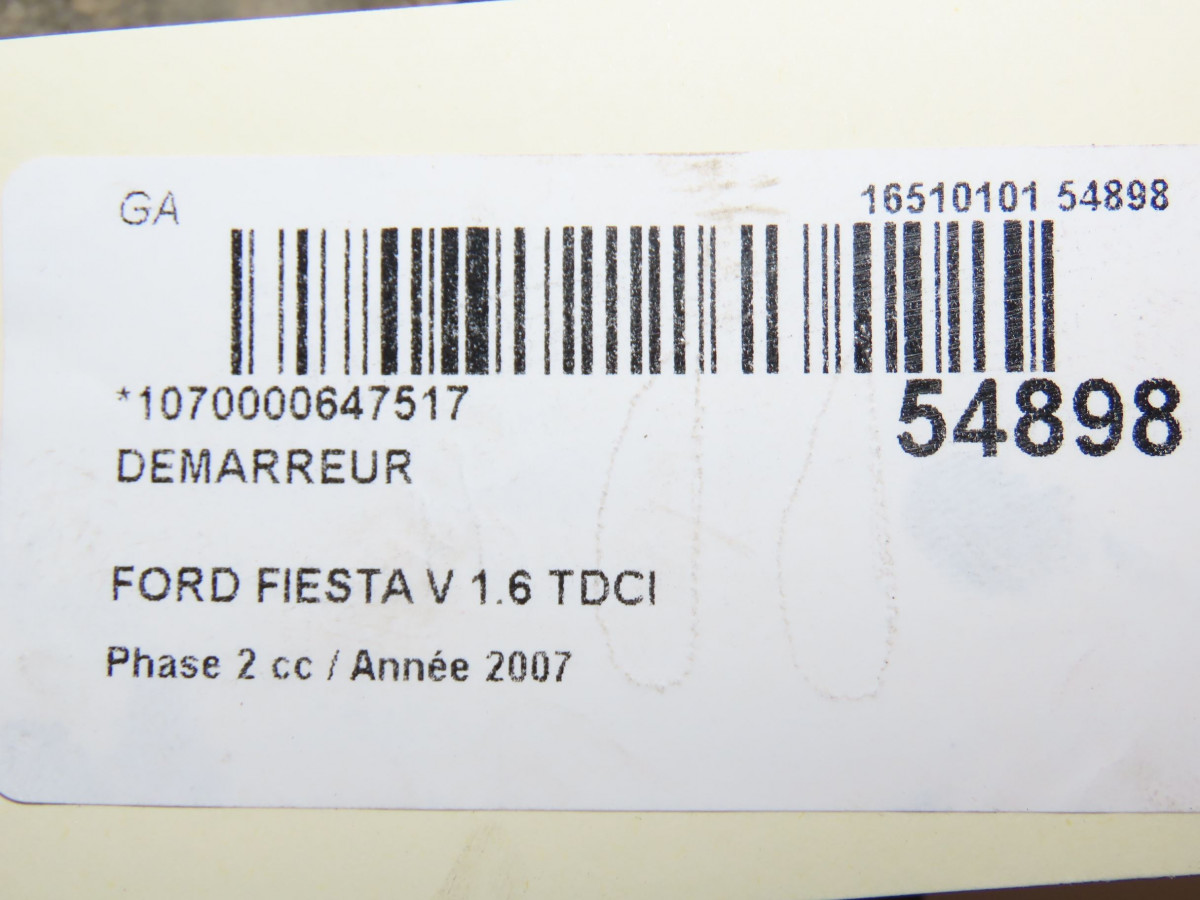 GA
16510101 54898
*1070000647517
54898
DEMARREUR
FORD FIESTA V 1.6 TDCI
Phase 2 cc / Année 2007